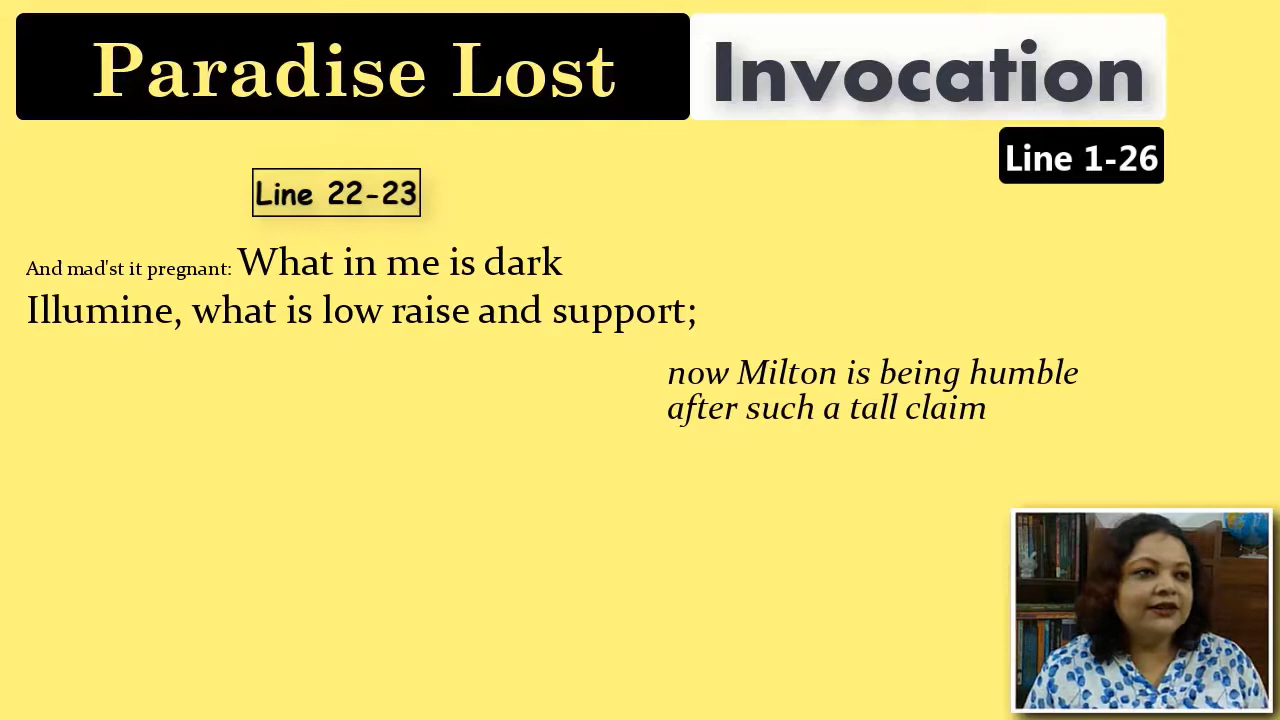 Paradise Lost Invocation
Line 1-26
Line 22-23
And mad'st it pregnant: What in me is dark
Illumine, what is low raise and support;
now Milton is being humble
after such a tall claim